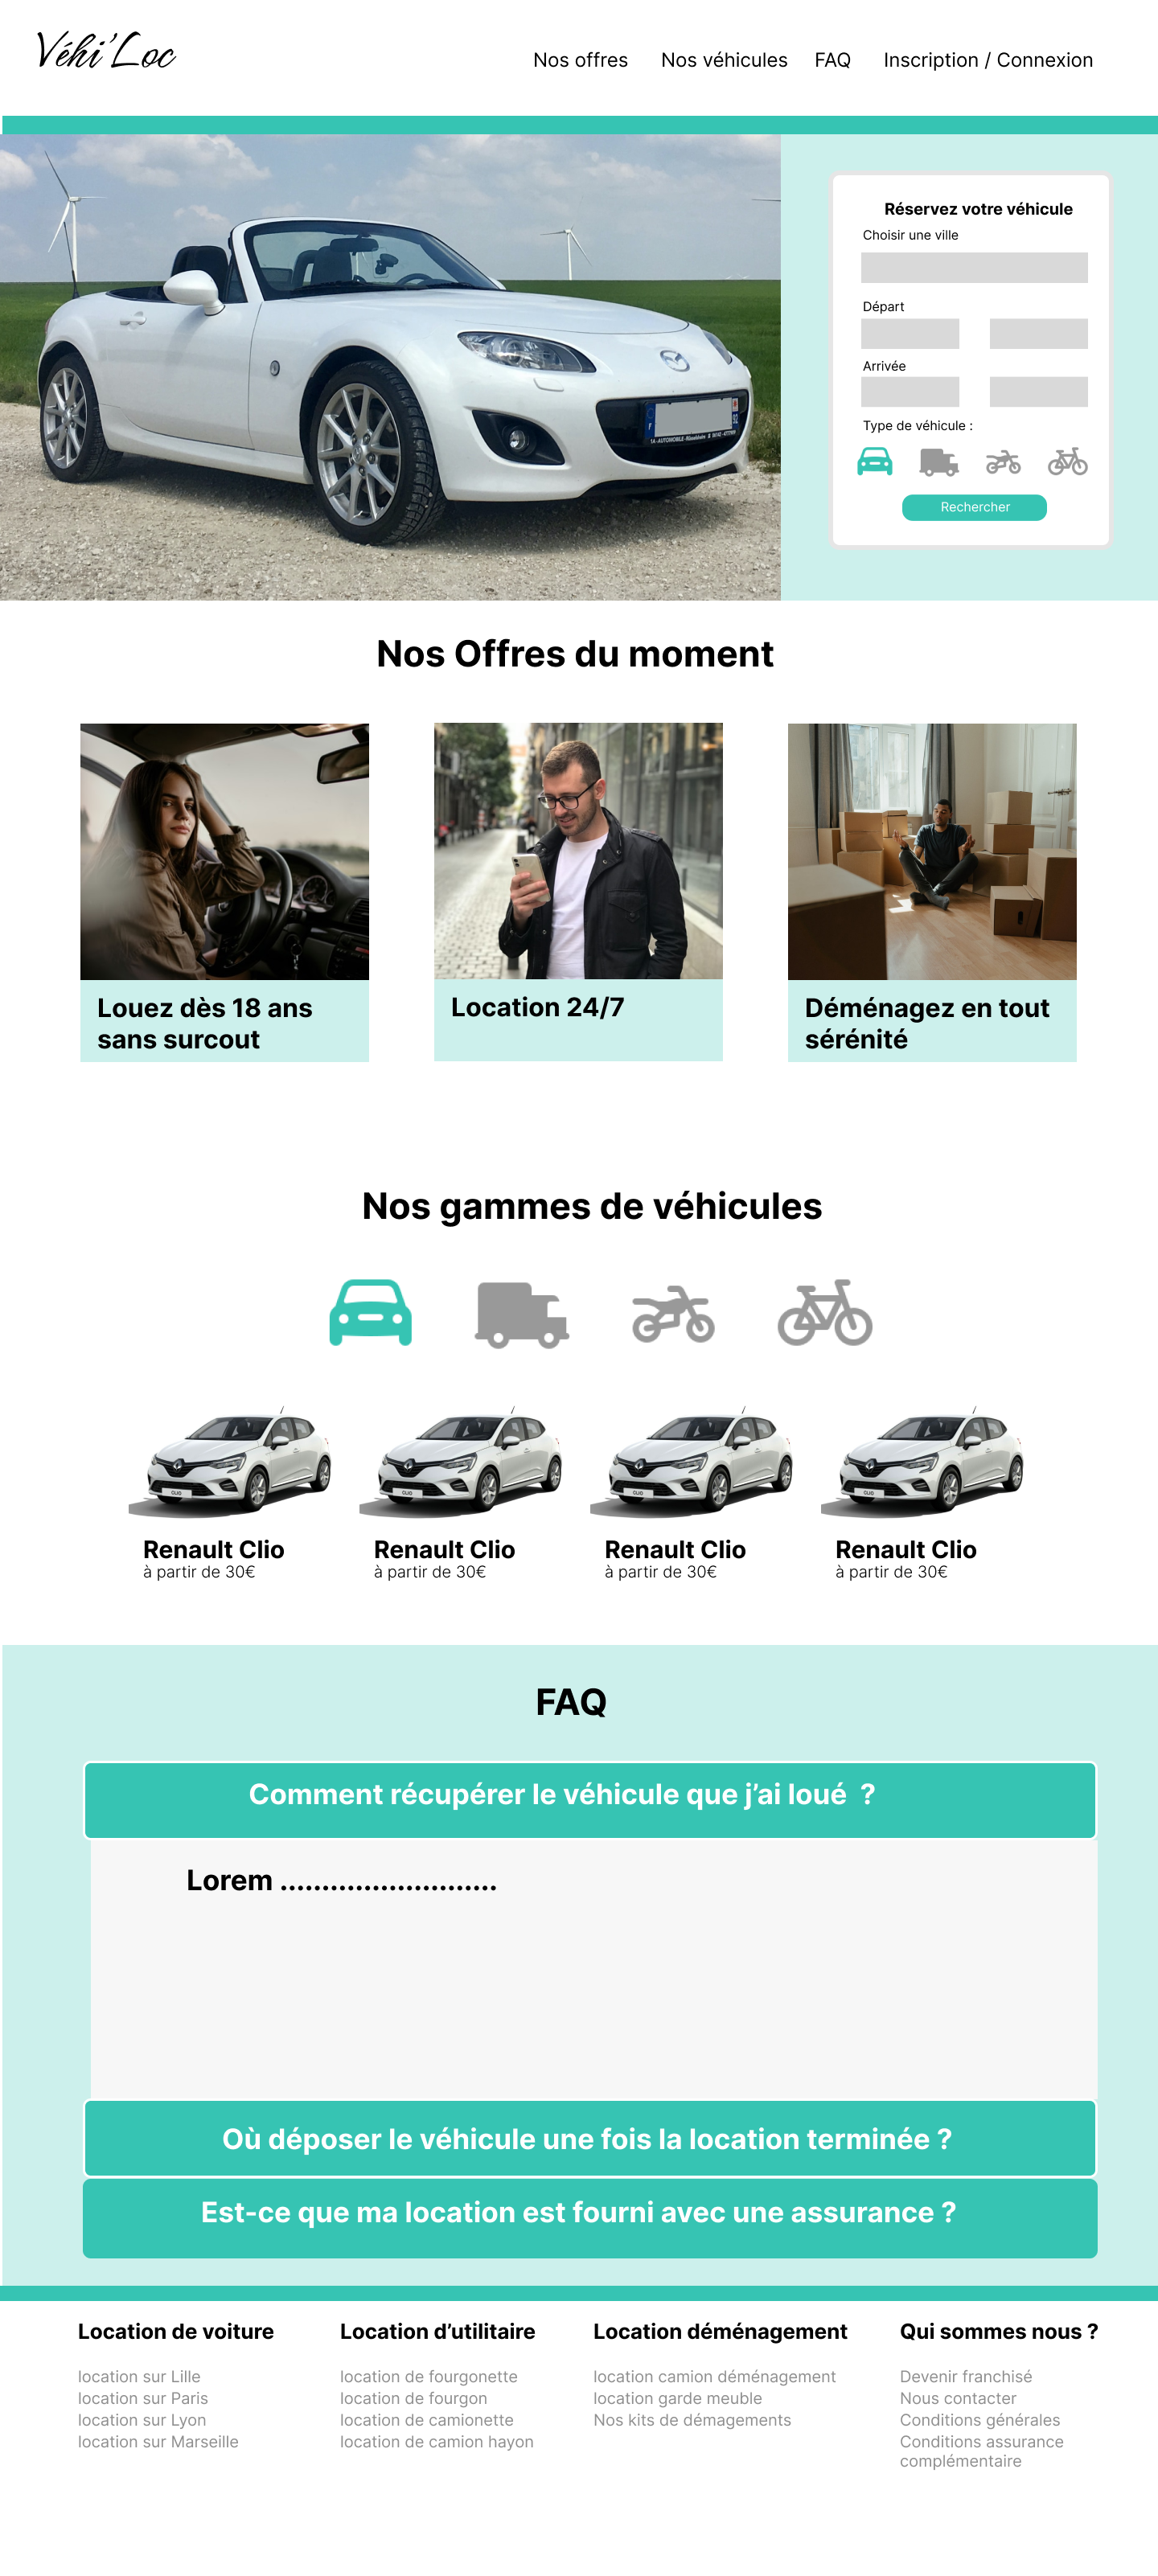 Véhi'Loc
Nos offres
Nos véhicules
FAQ
Inscription / Connexion
Réservez votre véhicule
Choisir une ville
Départ
Arrivée
Type de véhicule :
Rechercher
Nos Offres du moment
Louez dès 18 ans
sans surcout
Location 24/7
Déménagez en tout
sérénité
Nos gammes de véhicules
CLIO
CLIO
CLIO
CLIO
Renault Clio
à partir de 30€
Renault Clio
à partir de 30€
Renault Clio
à partir de 30€
Renault Clio
à partir de 30€
FAQ
Comment récupérer le véhicule que j’ai loué  ?
Lorem ..........................
Où déposer le véhicule une fois la location terminée ?
Est-ce que ma location est fourni avec une assurance ?
Location de voiture
location sur Lille
location sur Paris
location sur Lyon
location sur Marseille
Location d’utilitaire
location de fourgonette
location de fourgon
location de camionette
location de camion hayon
Location déménagement
location camion déménagement
location garde meuble
Nos kits de démagements
Qui sommes nous ?
Devenir franchisé
Nous contacter
Conditions générales
Conditions assurance
complémentaire